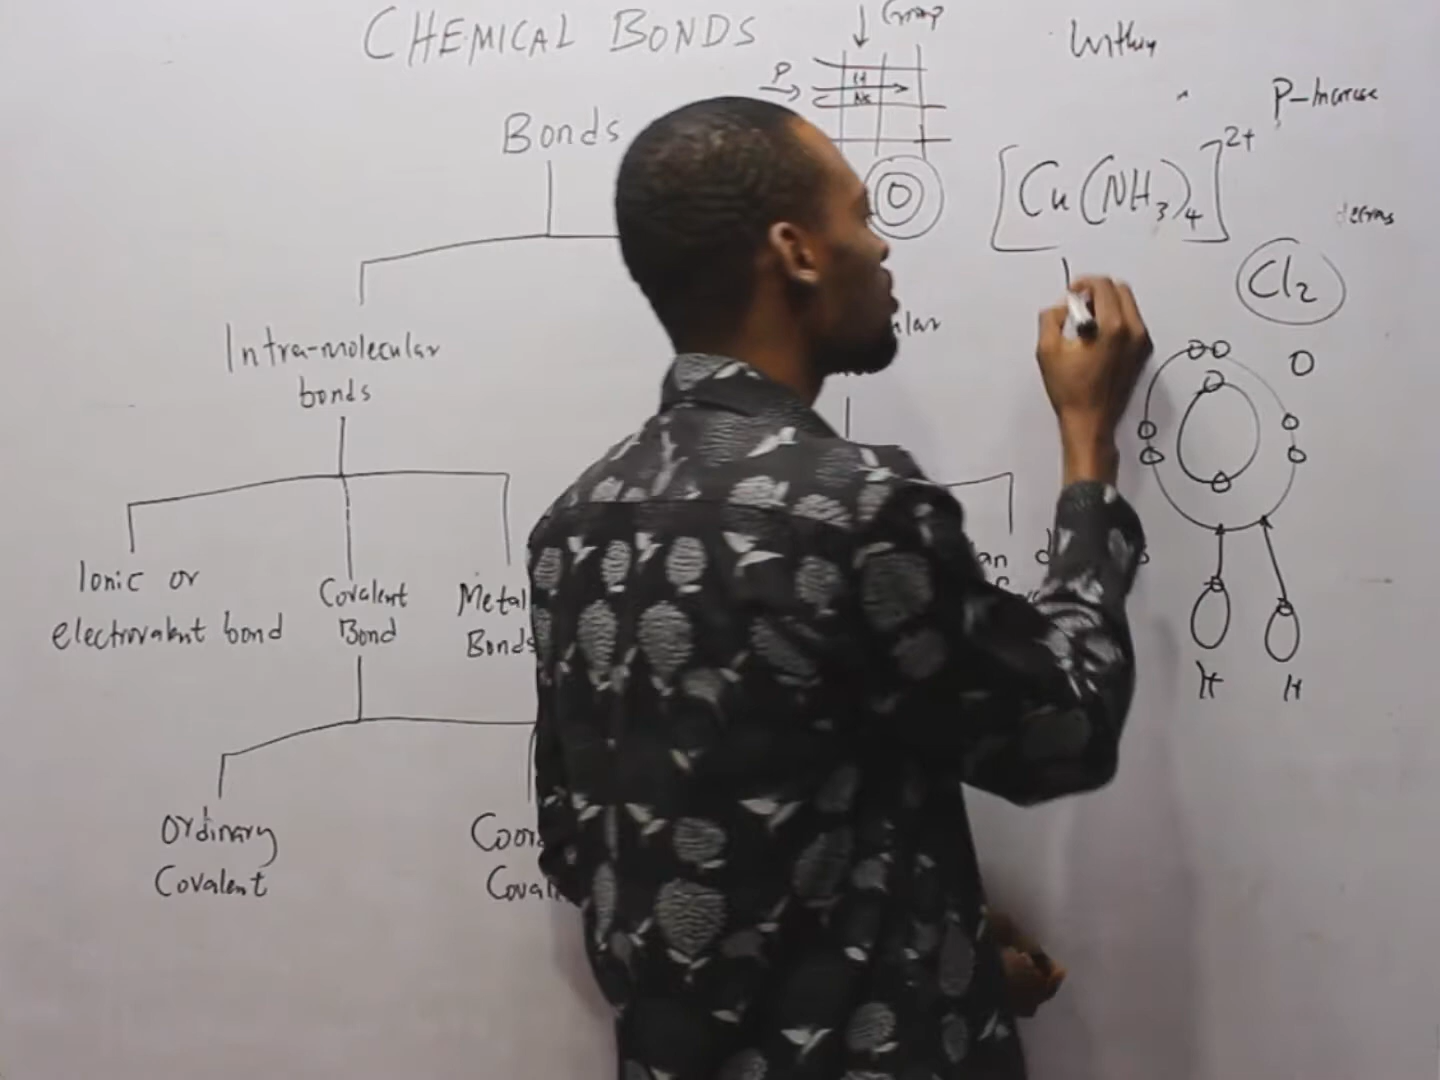 CHEMICAL BONDS
Group
P
Within
P-Increase
Bonds
[Cu(NH3)4]2+
Cl2
Intra-molecular
bonds
O
Ionic or
electrovalent bond
Covalent
Bond
Metal
Bonds
H H
Ordinary
Covalent
Coor
Coval